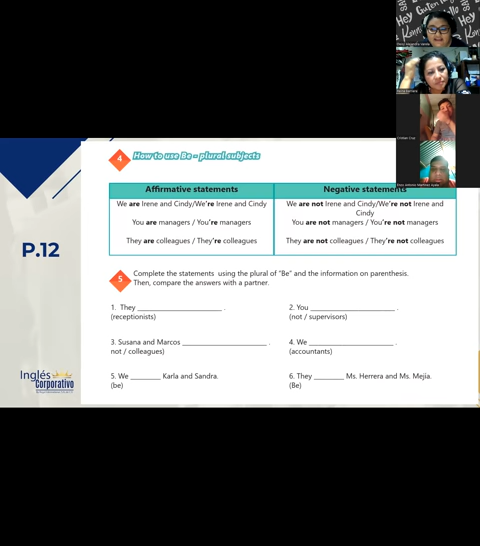 4 How to use Be - plural subjects
Affirmative statements
Negative statements
We are Irene and Cindy/We're Irene and Cindy
We are not Irene and Cindy/We're not Irene and Cindy
You are managers / You're managers
You are not managers / You're not managers
They are colleagues / They're colleagues
They are not colleagues / They're not colleagues
P.12
5 Complete the statements using the plural of "Be" and the information on parenthesis.
Then, compare the answers with a partner.
1. They ______________________ .
(receptionists)
2. You ______________________ .
(not / supervisors)
3. Susana and Marcos ______________________ .
not / colleagues)
4. We ______________________ .
(accountants)
5. We ________ Karla and Sandra.
(be)
6. They ________ Ms. Herrera and Ms. Mejía.
(Be)
Inglés
Corporativo
Hey